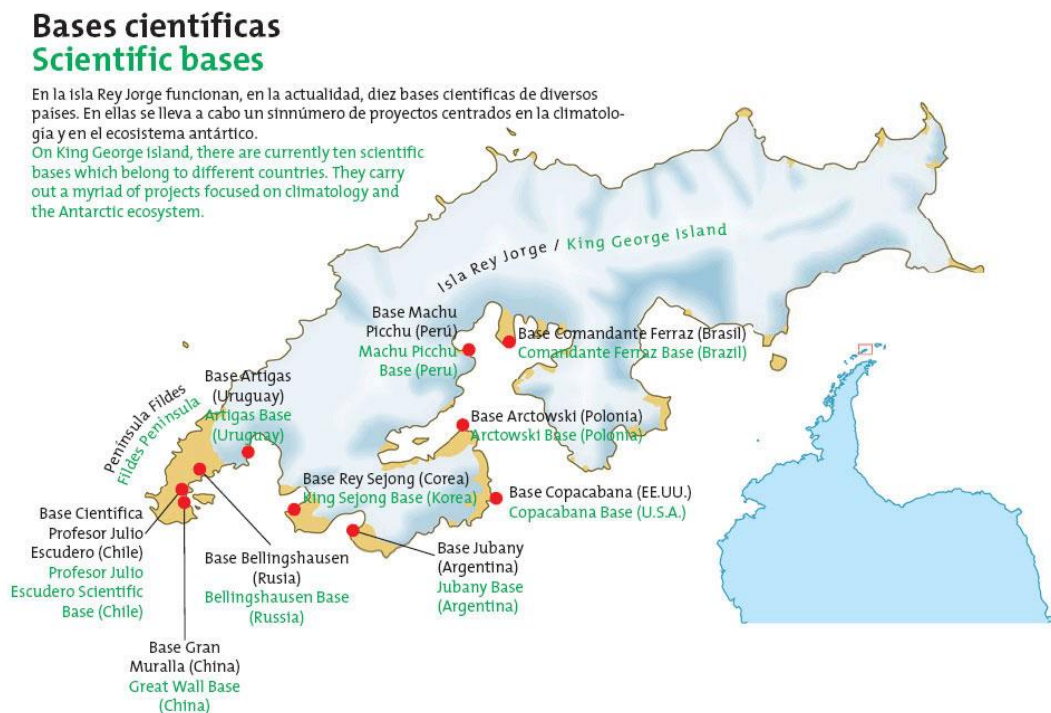 Bases científicas
Scientific bases
En la isla Rey Jorge funcionan, en la actualidad, diez bases científicas de diversos
países. En ellas se lleva a cabo un sinnúmero de proyectos centrados en la climatolo-
gía y en el ecosistema antártico.
On King George island, there are currently ten scientific
bases which belong to different countries. They carry
out a myriad of projects focused on climatology and
the Antarctic ecosystem.
Isla Rey Jorge / King George Island
Base Machu
Picchu (Perú)
Machu Picchu
Base (Peru)
Base Comandante Ferraz (Brasil)
Comandante Ferraz Base (Brazil)
Península Fildes
Fildes Peninsula
Base Artigas
(Uruguay)
Artigas Base
(Uruguay)
Base Arctowski (Polonia)
Arctowski Base (Polonia)
Base Rey Sejong (Corea)
King Sejong Base (Korea)
Base Copacabana (EE.UU.)
Copacabana Base (U.S.A.)
Base Científica
Profesor Julio
Escudero (Chile)
Profesor Julio
Escudero Scientific
Base (Chile)
Base Bellingshausen
(Rusia)
Bellingshausen Base
(Russia)
Base Jubany
(Argentina)
Jubany Base
(Argentina)
Base Gran
Muralla (China)
Great Wall Base
(China)